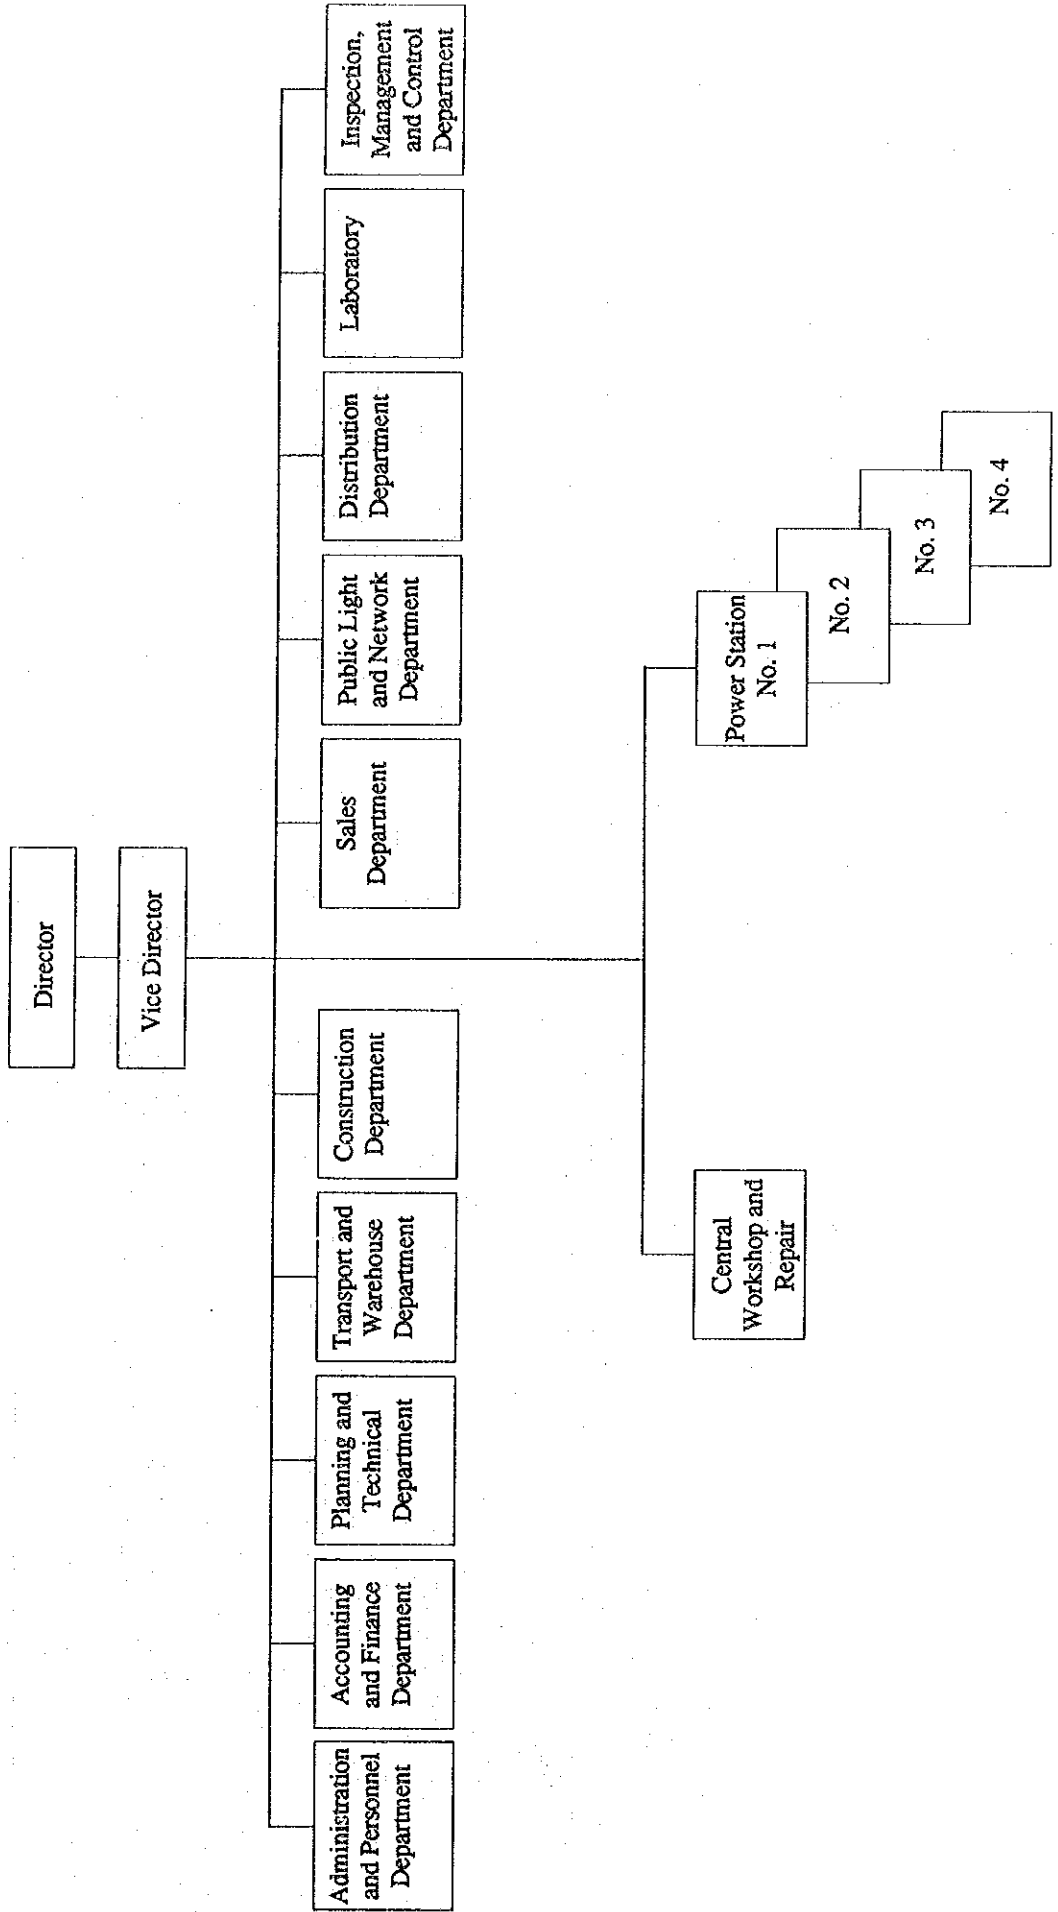 Director
Vice Director
Administration
and Personnel
Department
Accounting
and Finance
Department
Planning and
Technical
Department
Transport and
Warehouse
Department
Construction
Department
Sales
Department
Public Light
and Network
Department
Distribution
Department
Laboratory
Inspection,
Management
and Control
Department
Central
Workshop and
Repair
Power Station
No. 1
No. 2
No. 3
No. 4